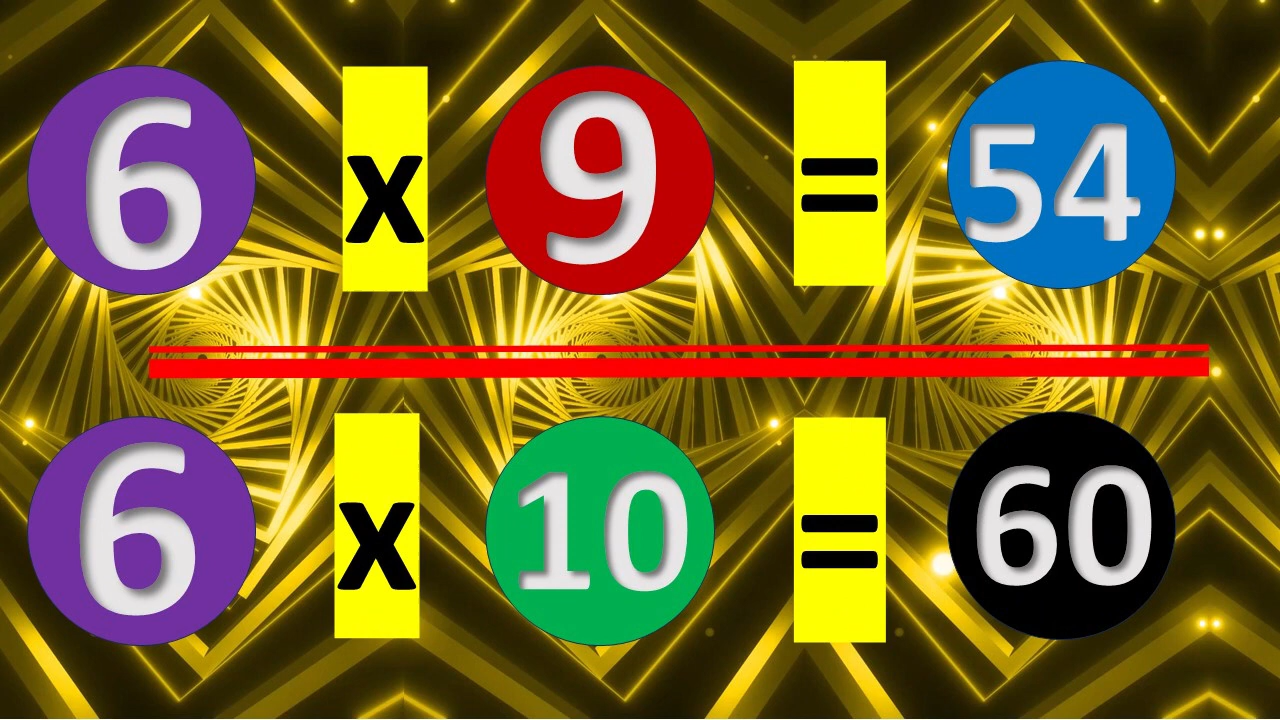 6 x 9 = 54
6 x 10 = 60